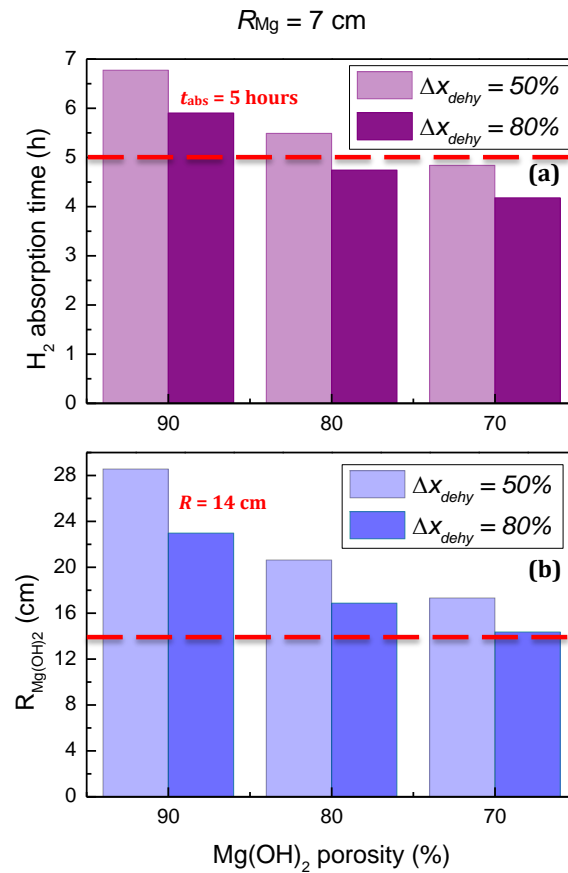 RMg = 7 cm
7
6
5
4
3
2
1
0
H2 absorption time (h)
tabs = 5 hours
Δxdehy = 50%
Δxdehy = 80%
(a)
90
80
70
28
24
20
16
12
8
4
0
RMg(OH)2 (cm)
R = 14 cm
Δxdehy = 50%
Δxdehy = 80%
(b)
90
80
70
Mg(OH)2 porosity (%)